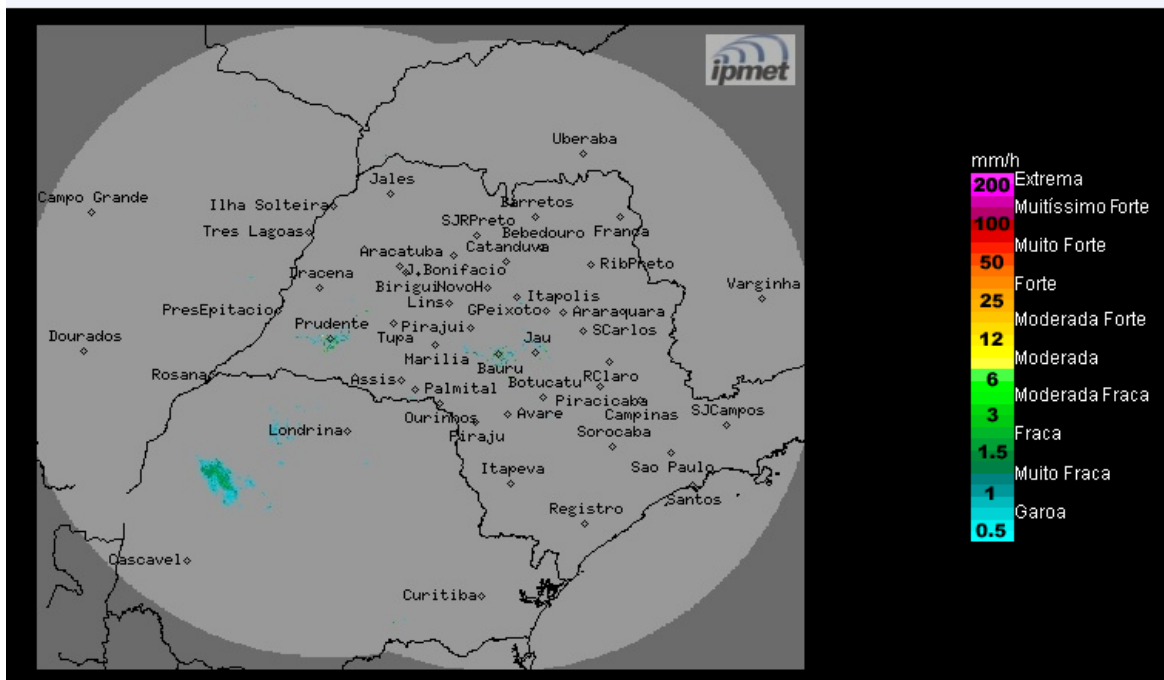 ipmet
Uberaba
Jales
Campo Grande
Ilha Solteira
Barretos
SJRPreto
Tres Lagoas
Bebedouro
Franca
Catanduva
Aracatuba
J.Bonifacio
RibPreto
Dracena
Varginha
Birigui
NovoH
Itapolis
Lins
PresEpitacio
GPeixoto
Araraquara
Prudente
Pirajui
SCarlos
Dourados
Tupa
Jau
Marilia
Bauru
Rosana
Assis
RClaro
Palmital
Botucatu
Piracicaba
Ourinhos
Avare
Campinas
SJCampos
Londrina
Piraju
Sorocaba
Itapeva
Sao Paulo
Santos
Registro
Cascavel
Curitiba
mm/h
200 Extrema
Muitíssimo Forte
100
Muito Forte
50
Forte
25
Moderada Forte
12
Moderada
6
Moderada Fraca
3
Fraca
1.5
Muito Fraca
1
Garoa
0.5